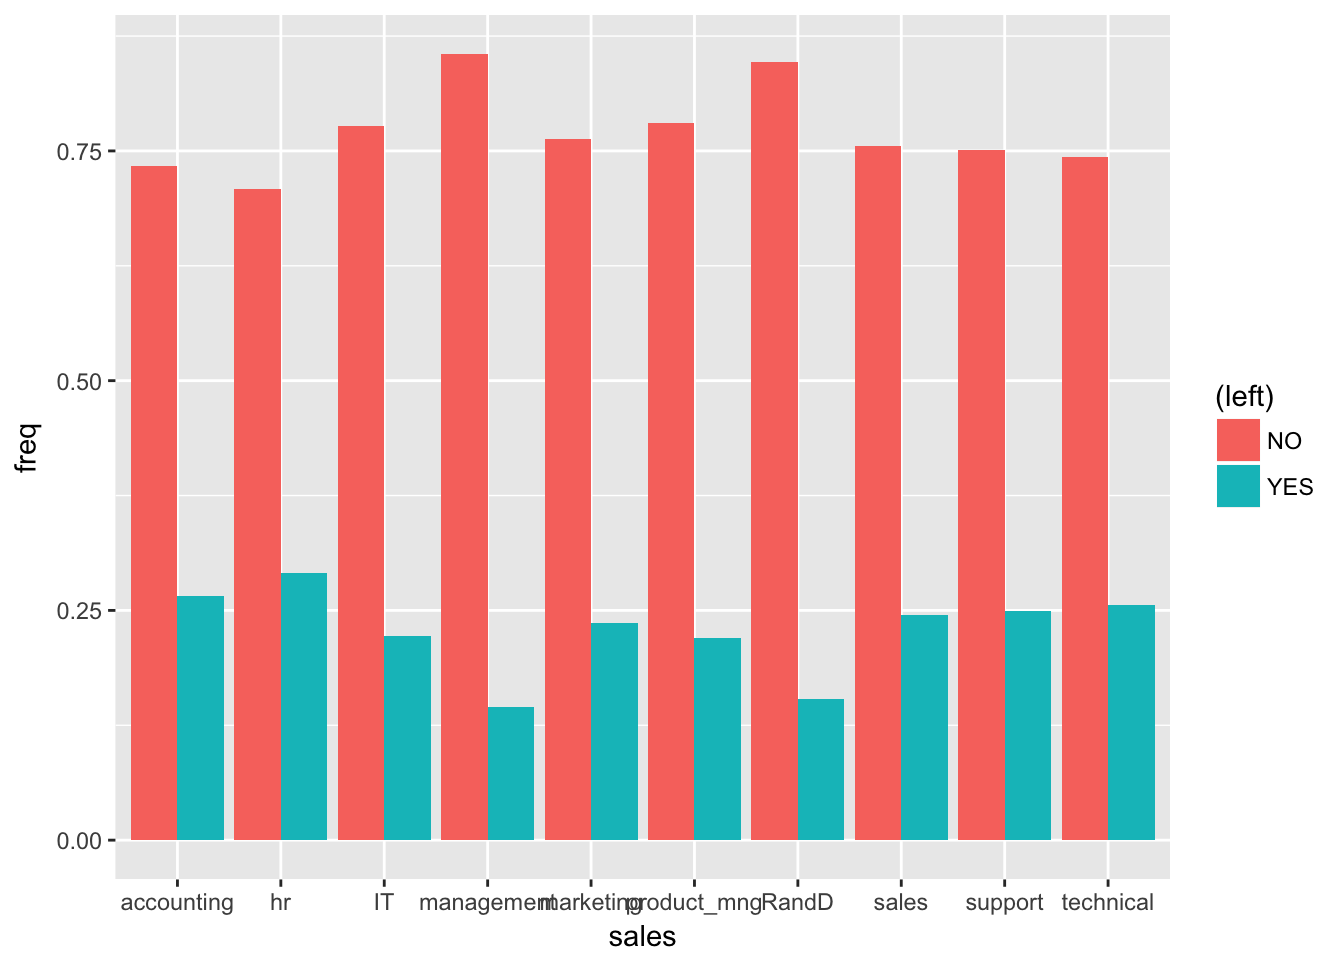 0.75
0.50
0.25
0.00
freq
accounting hr IT management marketing product_mng RandD sales support technical
sales
(left)
NO
YES